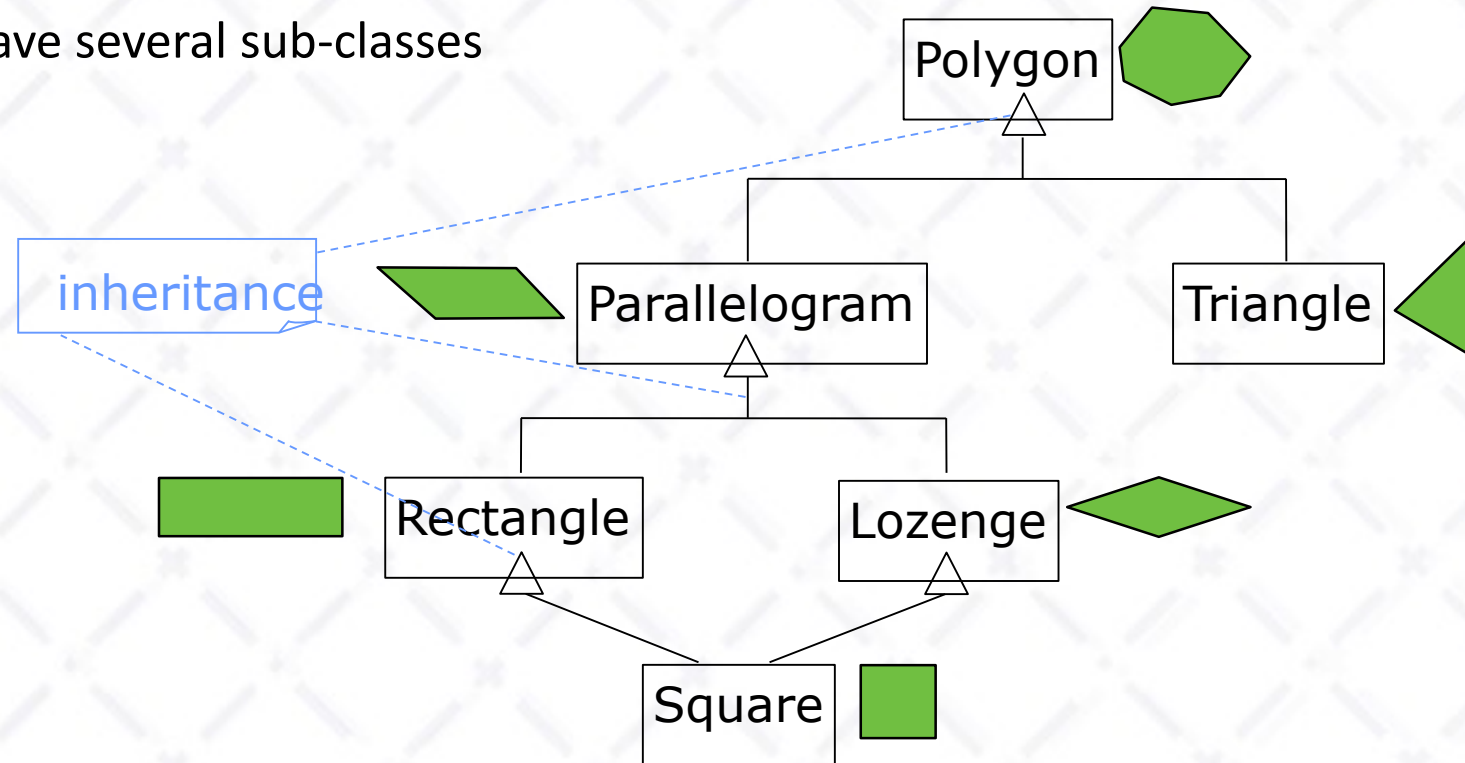 ave several sub-classes
Polygon
inheritance
Parallelogram
Triangle
Rectangle
Lozenge
Square